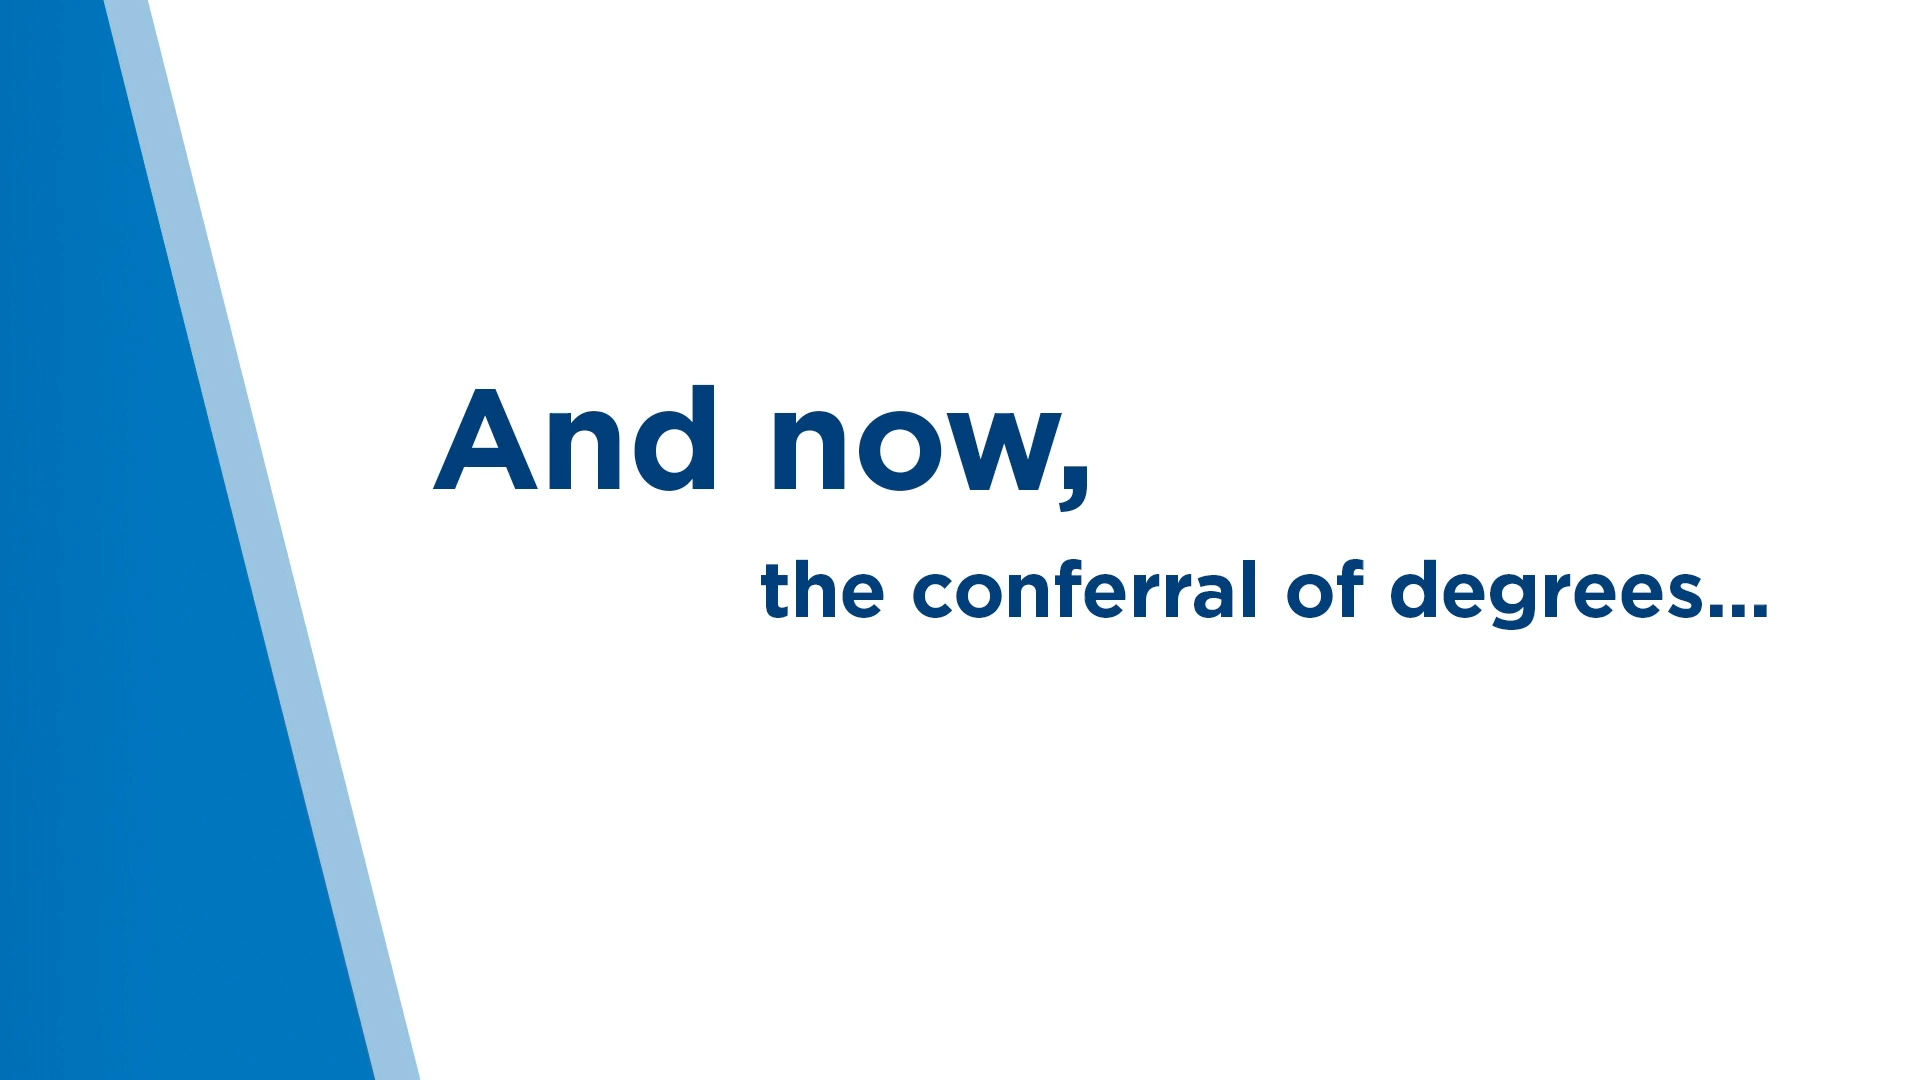 And now,
the conferral of degrees...